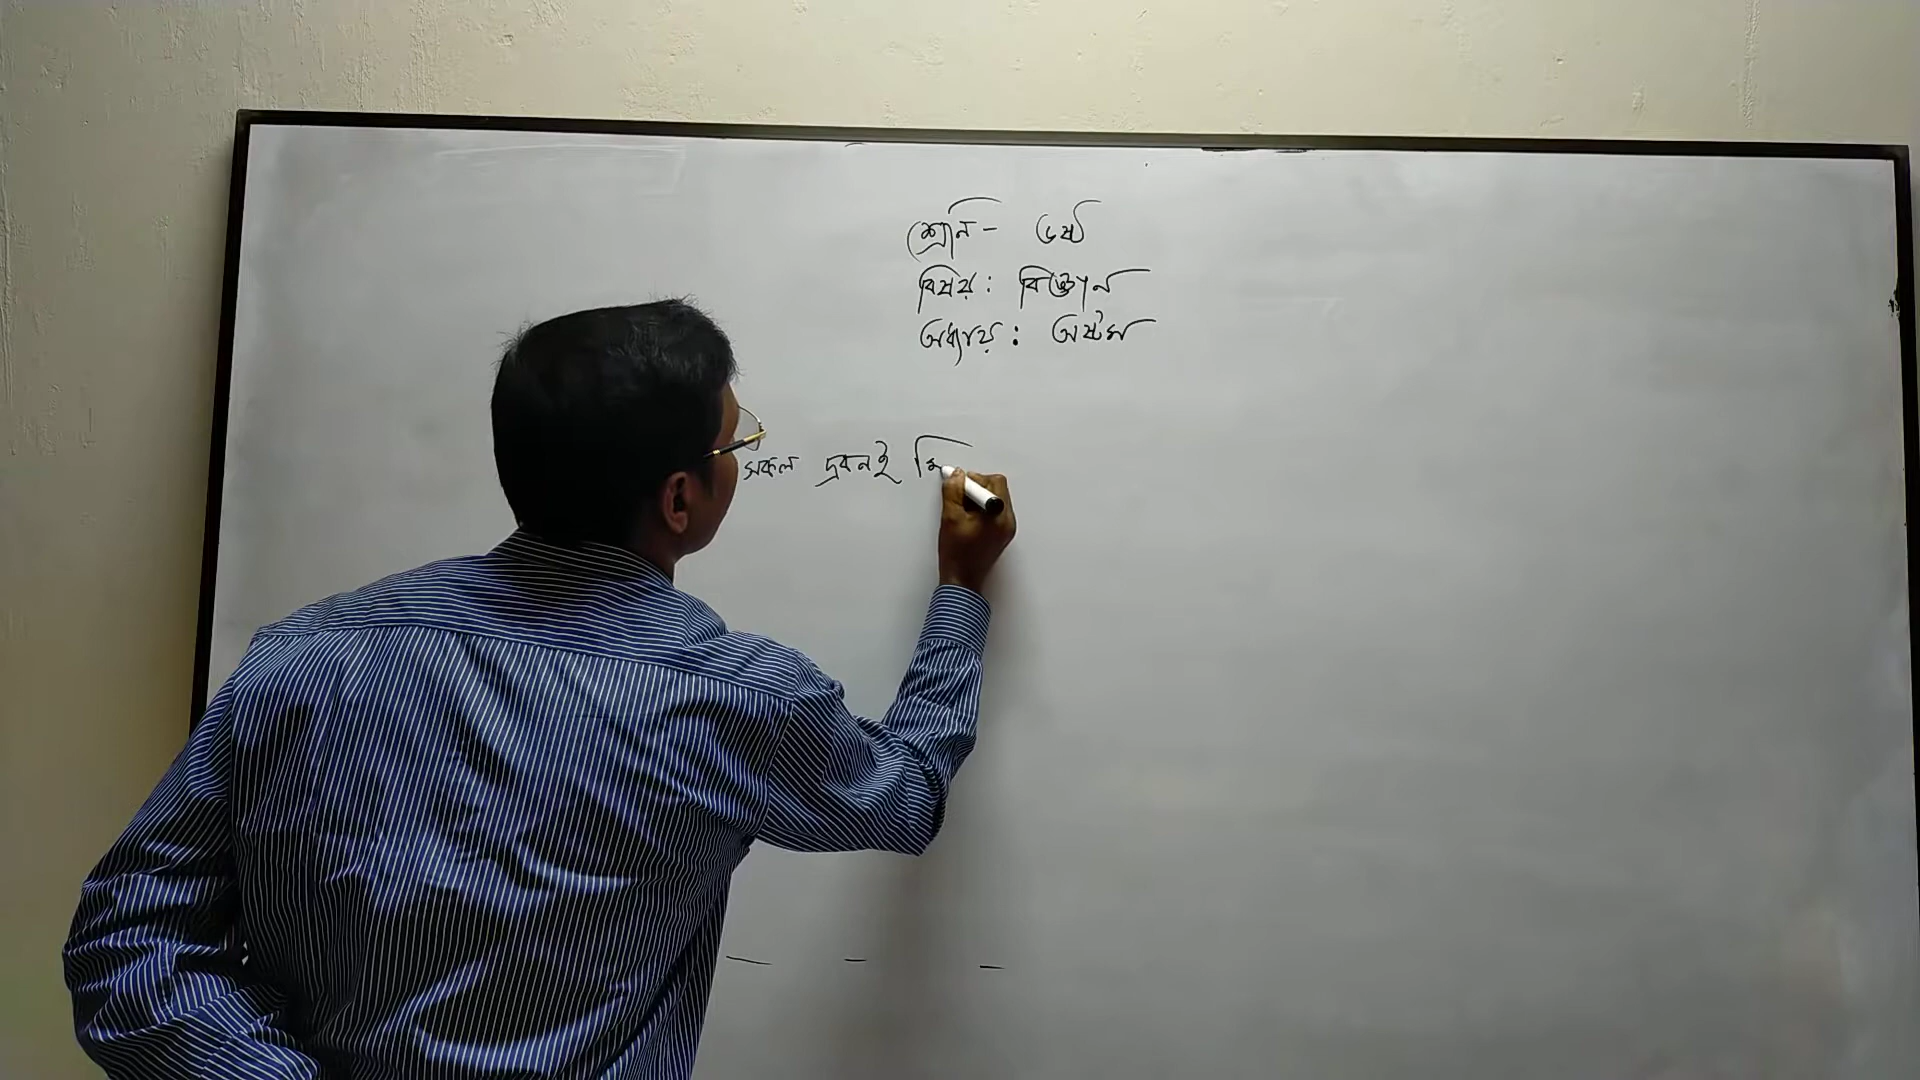 শ্রেনি- ৬ষ্ঠ
বিষয়: বিজ্ঞান
অধ্যায়: অষ্টম
সকল দ্রবনই মি